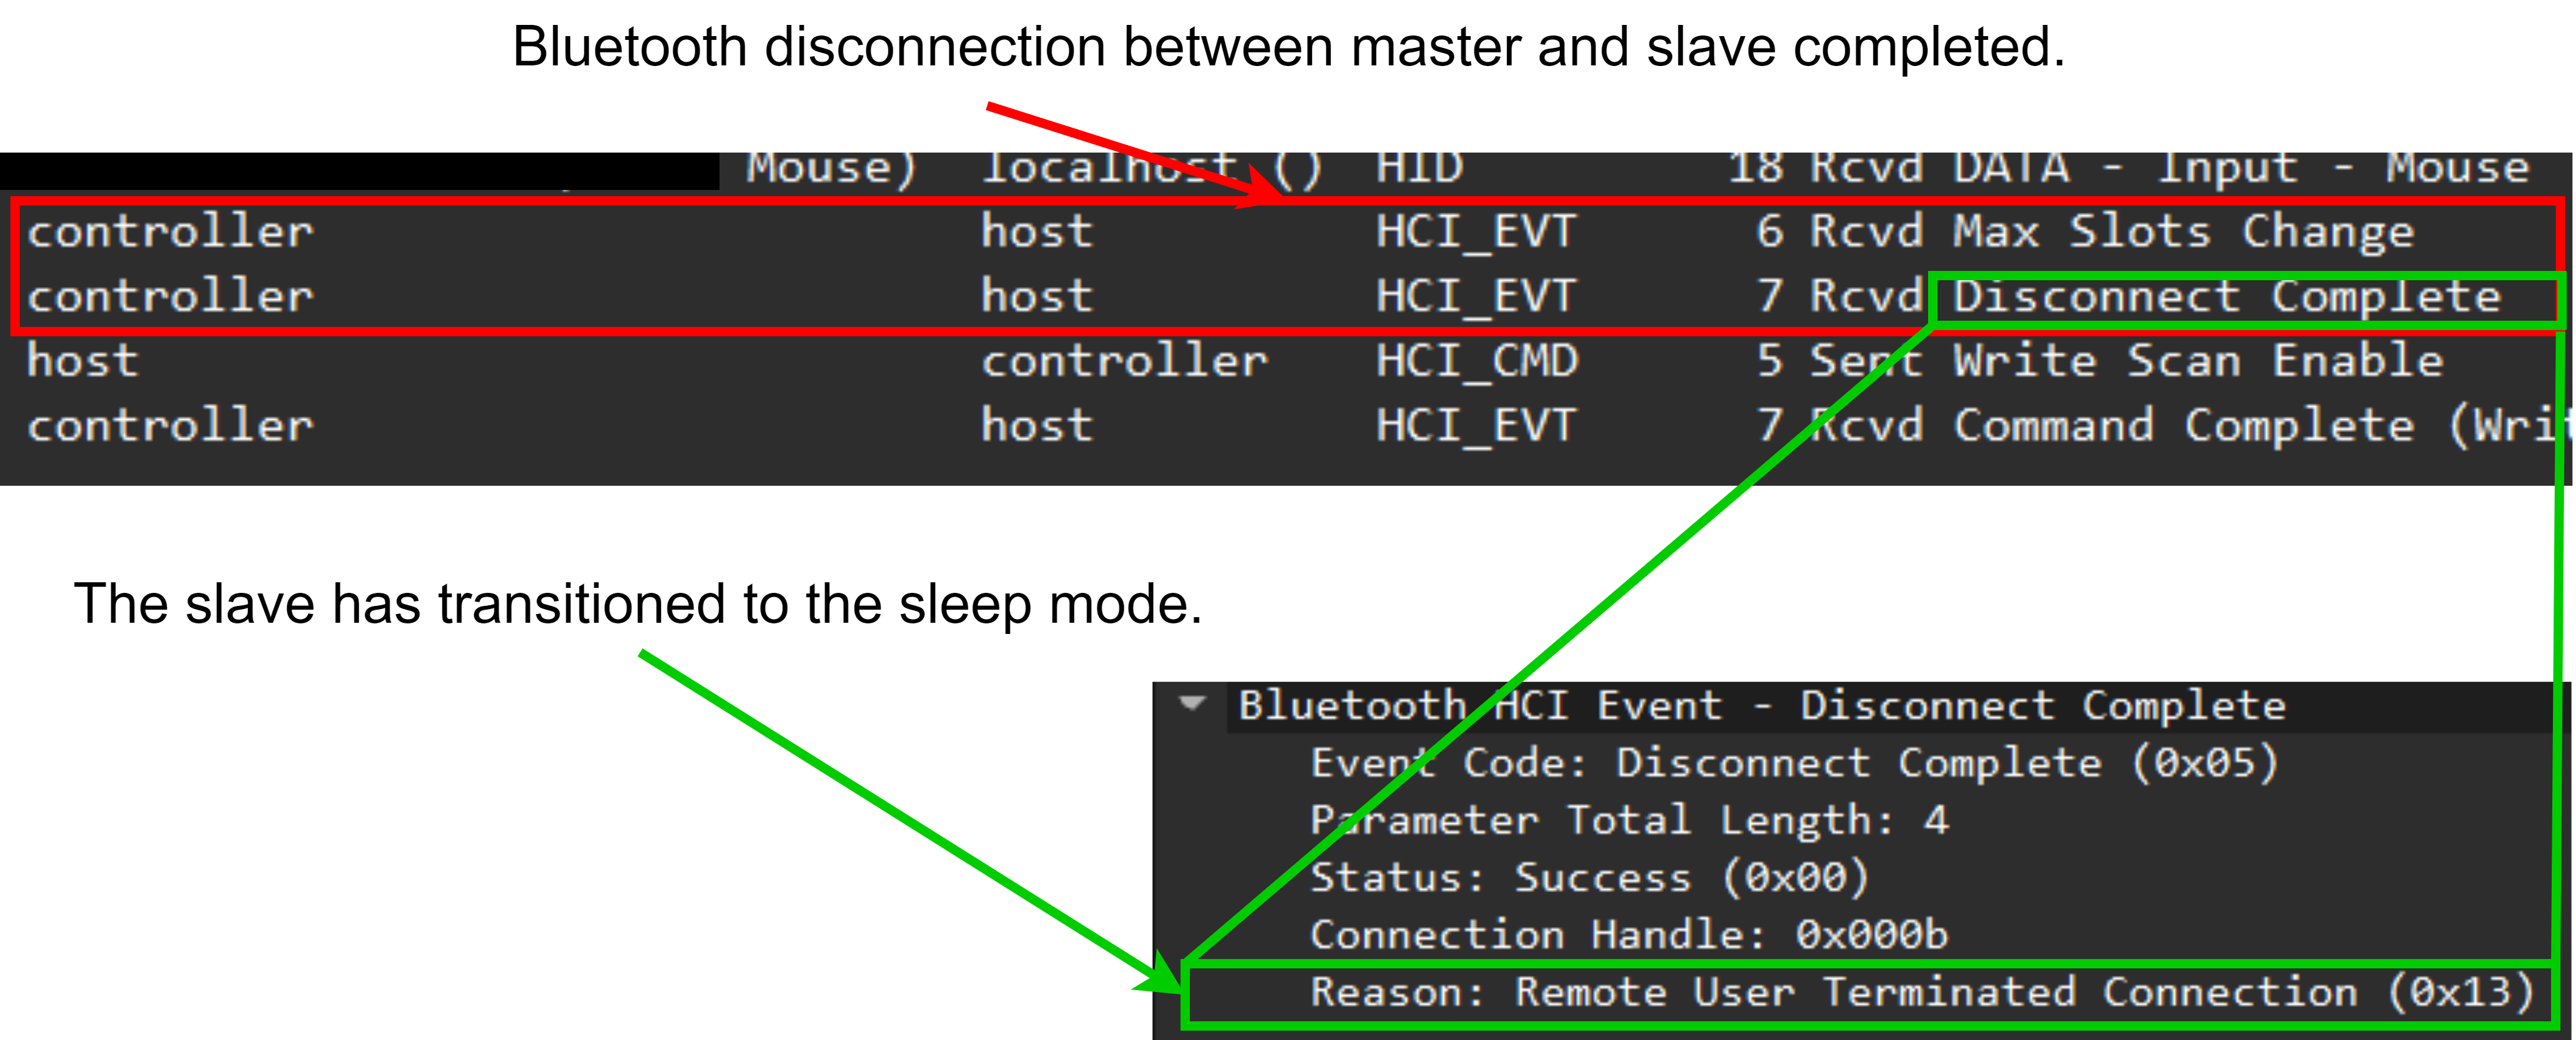 Bluetooth disconnection between master and slave completed.
Mouse) localhost () HID 18 Rcvd DATA - Input - Mouse
controller host HCI_EVT 6 Rcvd Max Slots Change
controller host HCI_EVT 7 Rcvd Disconnect Complete
host controller HCI_CMD 5 Sent Write Scan Enable
controller host HCI_EVT 7 Rcvd Command Complete (Writ
The slave has transitioned to the sleep mode.
Bluetooth HCI Event - Disconnect Complete
Event Code: Disconnect Complete (0x05)
Parameter Total Length: 4
Status: Success (0x00)
Connection Handle: 0x000b
Reason: Remote User Terminated Connection (0x13)